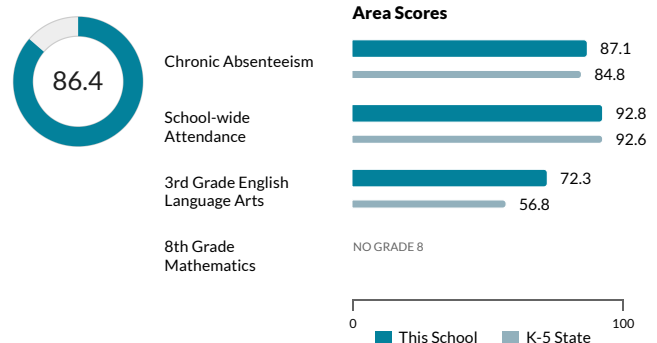 Area Scores
86.4
Chronic Absenteeism
87.1
84.8
School-wide
Attendance
92.8
92.6
3rd Grade English
Language Arts
72.3
56.8
8th Grade
Mathematics
NO GRADE 8
0
100
This School
K-5 State